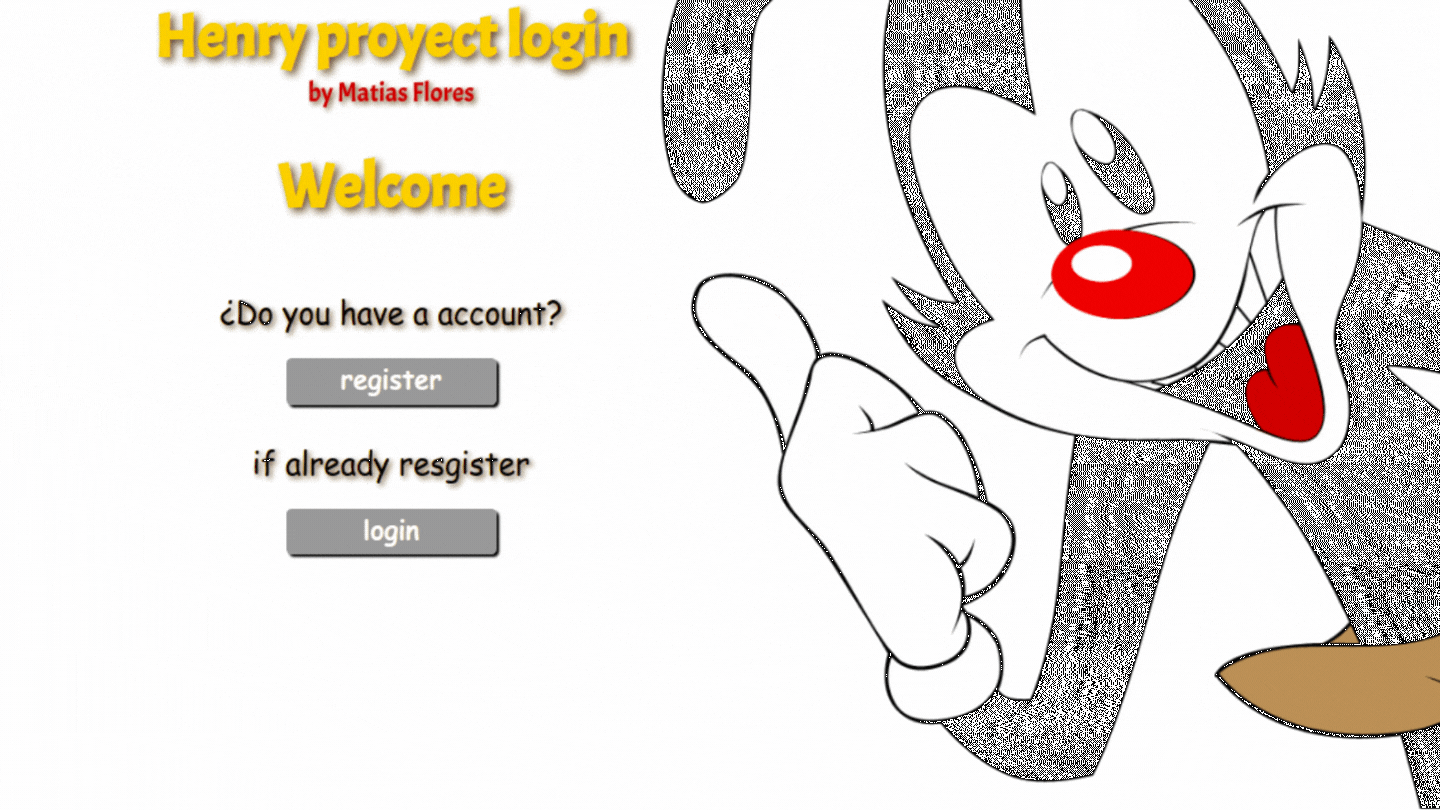 Henry proyect login
by Matias Flores
Welcome
¿Do you have a account?
register
if already resgister
login